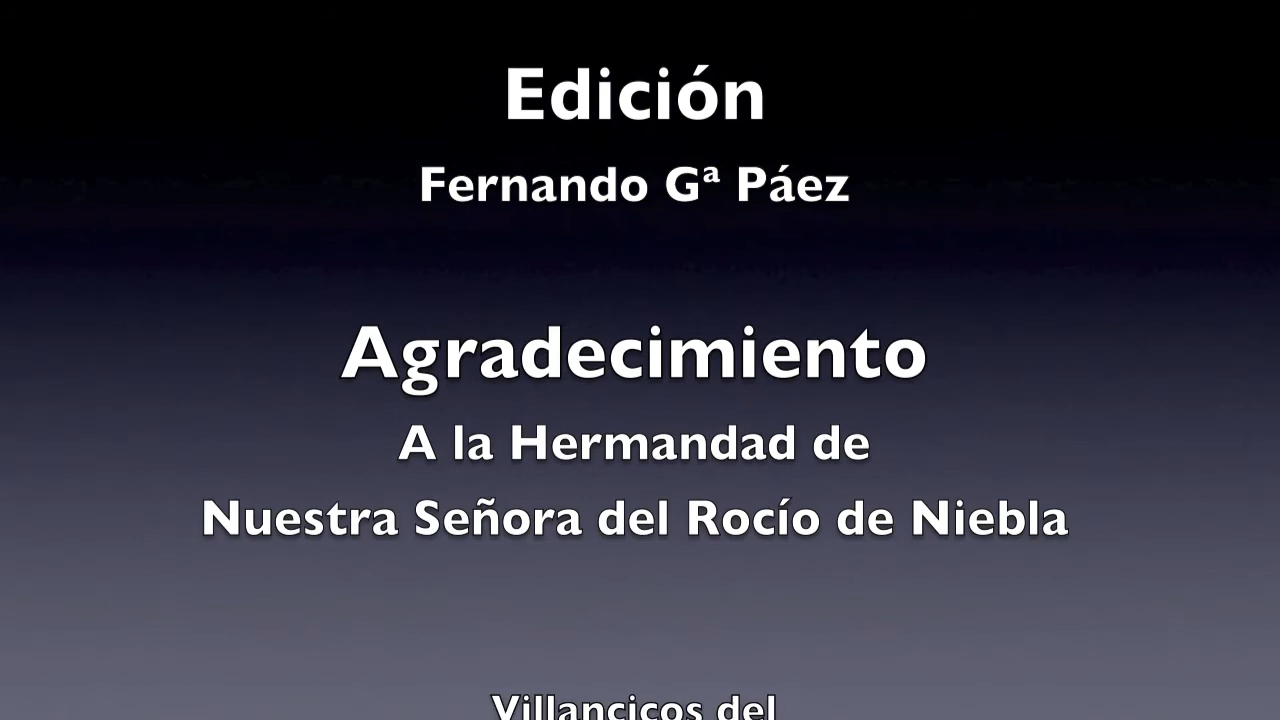 Edición
Fernando Gª Páez
Agradecimiento
A la Hermandad de
Nuestra Señora del Rocío de Niebla
Villancicos del